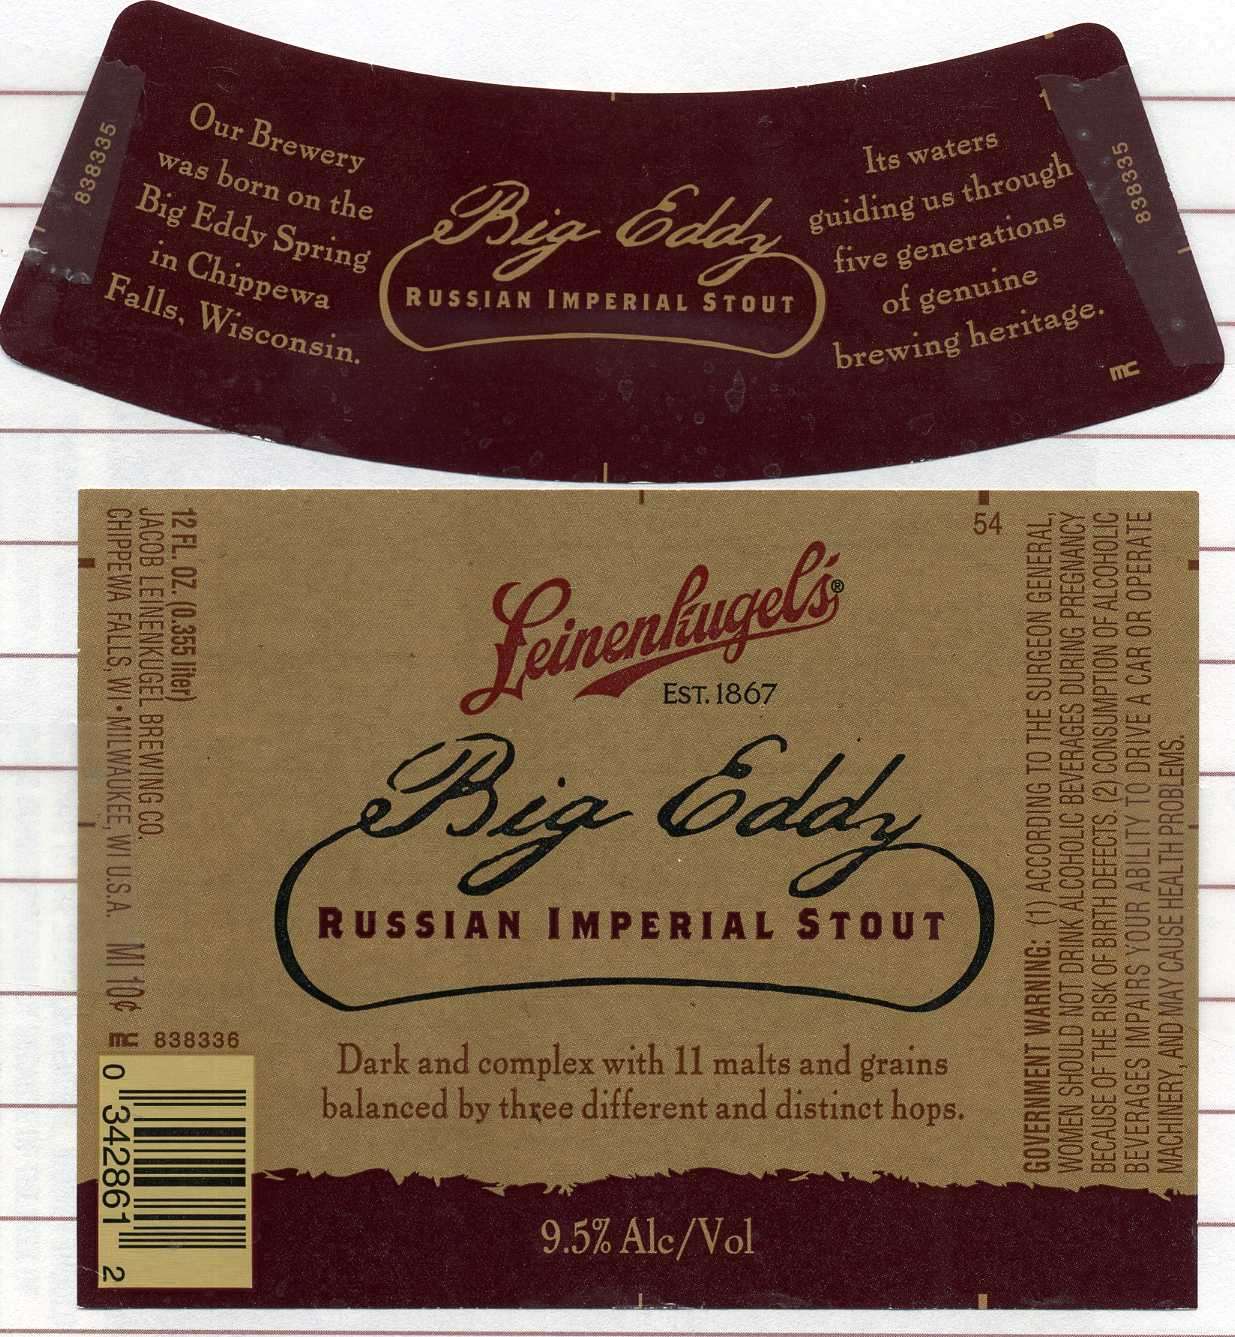 838335
Our Brewery
was born on the
Big Eddy Spring
in Chippewa
Falls, Wisconsin.
Big Eddy
RUSSIAN IMPERIAL STOUT
Its waters
guiding us through
five generations
of genuine
brewing heritage.
1
838335
mc
54
12 FL. OZ. (0.355 liter)
JACOB LEINENKUGEL BREWING CO.
CHIPPEWA FALLS, WI • MILWAUKEE, WI U.S.A. MI 10¢
mc 838336
0 342861 2
Leinenkugel's®
EST. 1867
Big Eddy
RUSSIAN IMPERIAL STOUT
Dark and complex with 11 malts and grains
balanced by three different and distinct hops.
9.5% Alc/Vol
GOVERNMENT WARNING: (1) ACCORDING TO THE SURGEON GENERAL,
WOMEN SHOULD NOT DRINK ALCOHOLIC BEVERAGES DURING PREGNANCY
BECAUSE OF THE RISK OF BIRTH DEFECTS. (2) CONSUMPTION OF ALCOHOLIC
BEVERAGES IMPAIRS YOUR ABILITY TO DRIVE A CAR OR OPERATE
MACHINERY, AND MAY CAUSE HEALTH PROBLEMS.